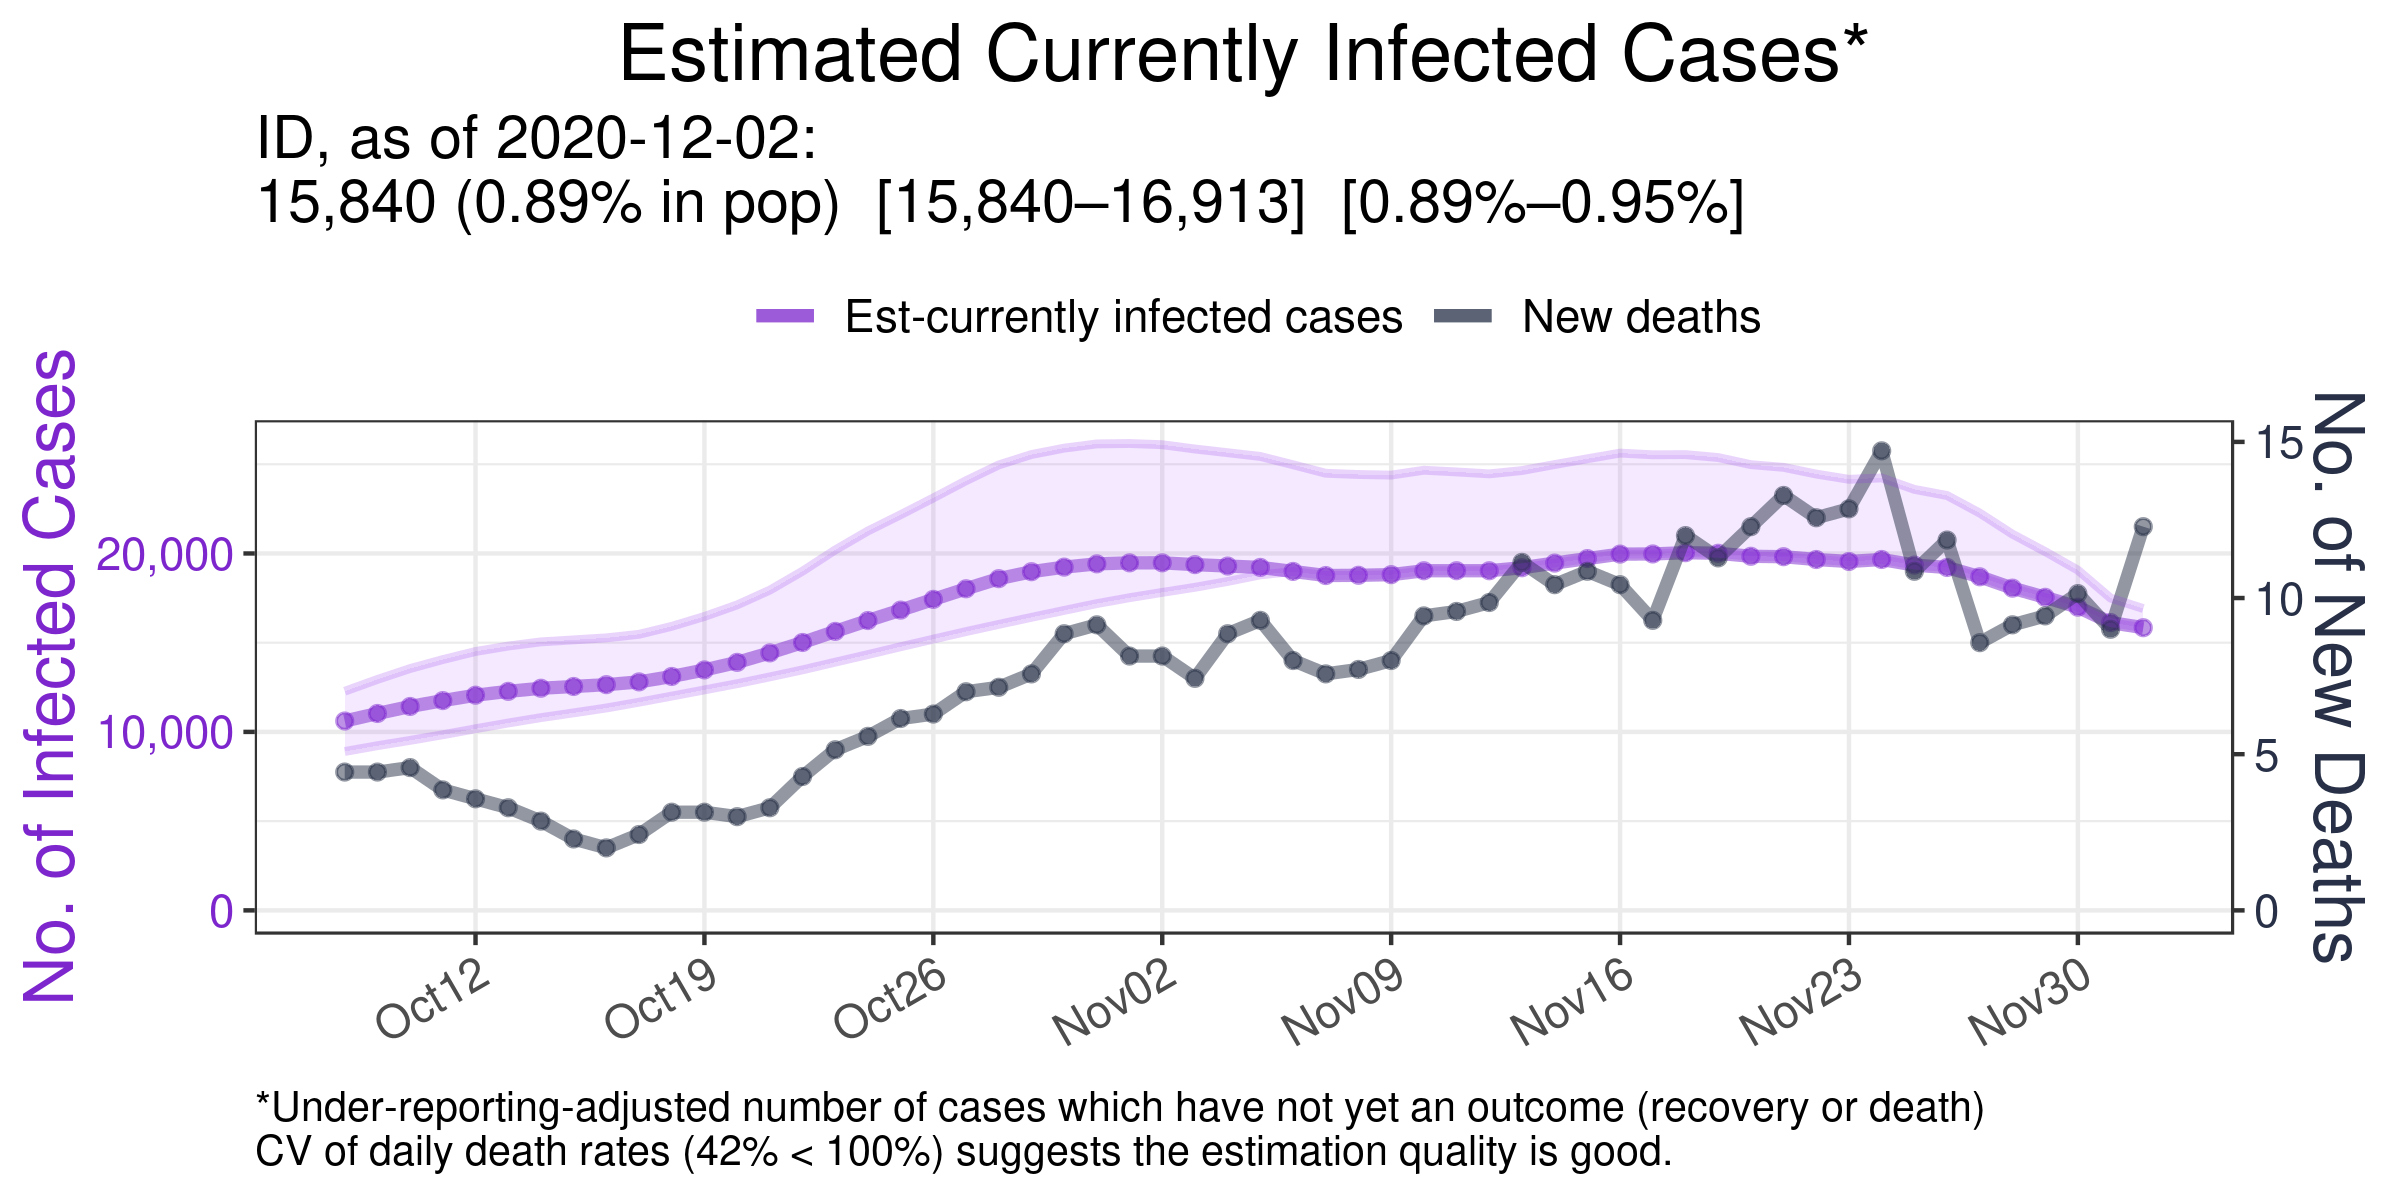 Estimated Currently Infected Cases*
ID, as of 2020-12-02:
15,840 (0.89% in pop)  [15,840–16,913]  [0.89%–0.95%]
Est-currently infected cases
New deaths
No. of Infected Cases
20,000
10,000
0
15
10
5
0
No. of New Deaths
Oct12
Oct19
Oct26
Nov02
Nov09
Nov16
Nov23
Nov30
*Under-reporting-adjusted number of cases which have not yet an outcome (recovery or death)
CV of daily death rates (42% < 100%) suggests the estimation quality is good.